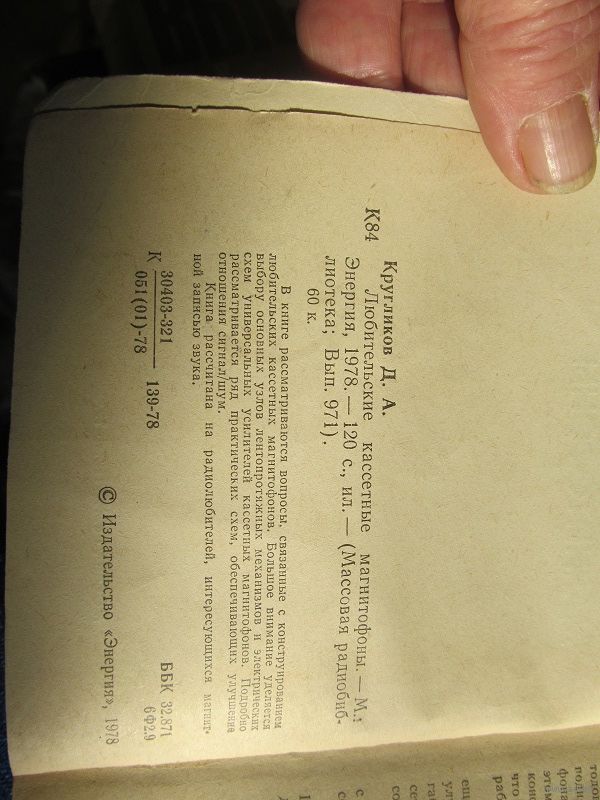 Кругликов Д. А.
К84 Любительские кассетные магнитофоны. — М.:
Энергия, 1978. — 120 с., ил. — (Массовая радиобиб-
лиотека; Вып. 971).
60 к.
В книге рассматриваются вопросы, связанные с конструированием
любительских кассетных магнитофонов. Большое внимание уделяется
выбору основных узлов лентопротяжных механизмов и электрических
схем универсальных усилителей кассетных магнитофонов. Подробно
рассматривается ряд практических схем, обеспечивающих улучшение
отношения сигнал/шум.
Книга рассчитана на радиолюбителей, интересующихся магнит-
ной записью звука.
30403-321
К 139-78
051(01)-78
ББК 32.871
6Ф2.9
© Издательство «Энергия», 1978